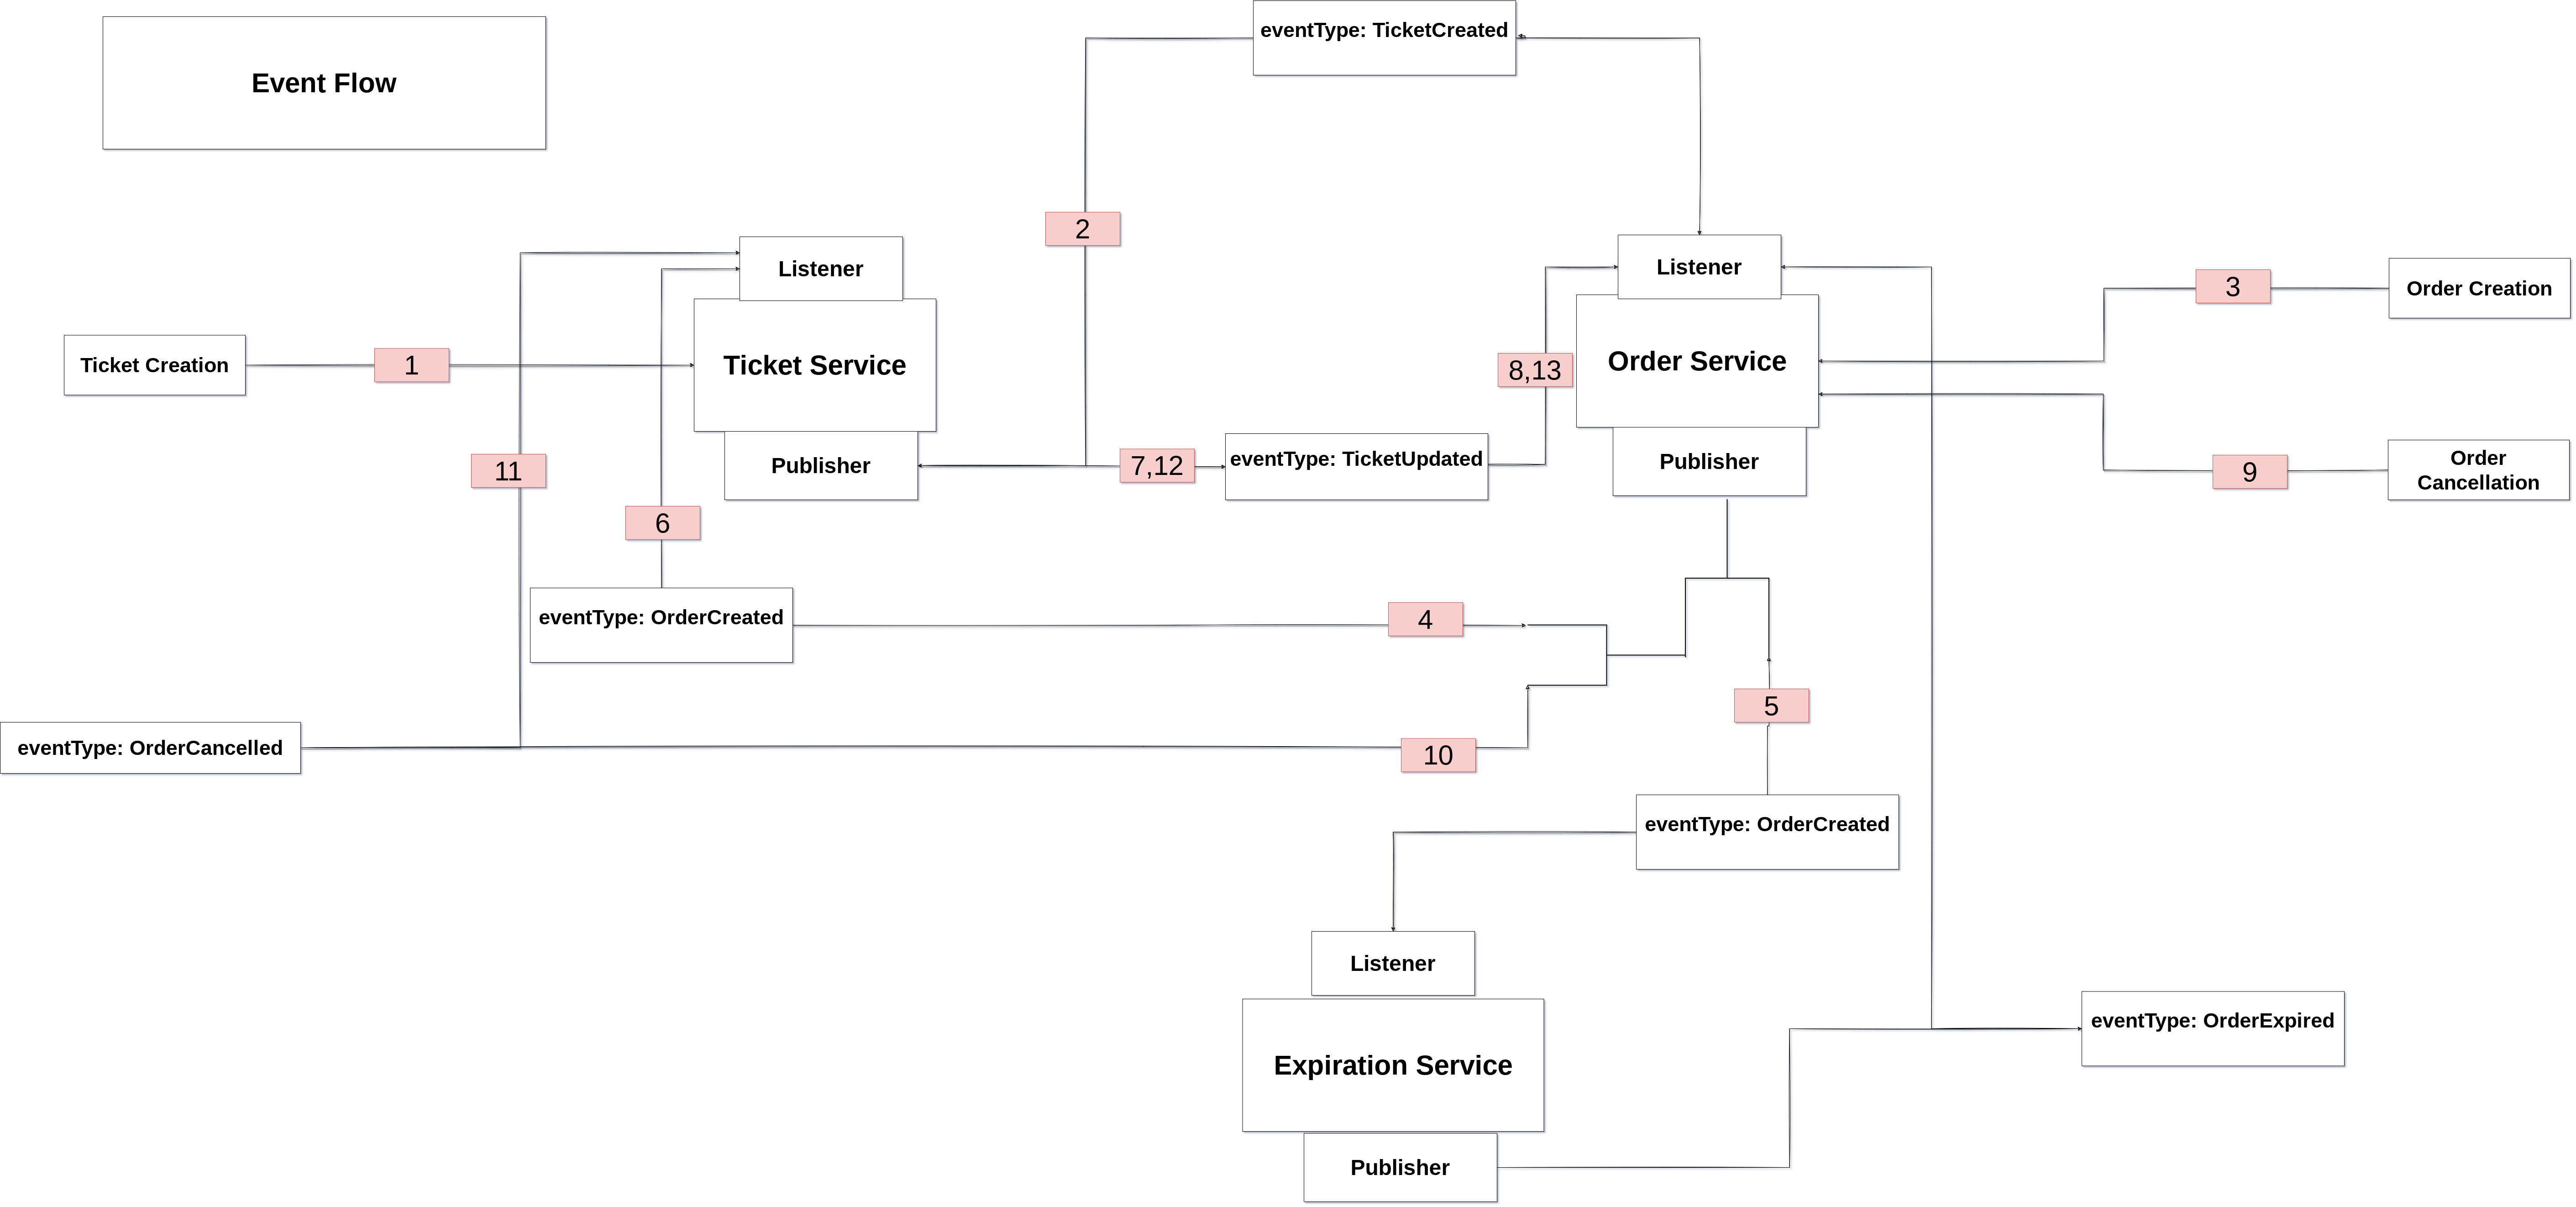 eventType: TicketCreated
Event Flow
2
Listener
Listener
3
Order Creation
Ticket Creation
1
Ticket Service
8,13
Order Service
11
Publisher
7,12
eventType: TicketUpdated
Publisher
9
Order
Cancellation
6
eventType: OrderCreated
4
5
eventType: OrderCancelled
10
eventType: OrderCreated
Listener
eventType: OrderExpired
Expiration Service
Publisher